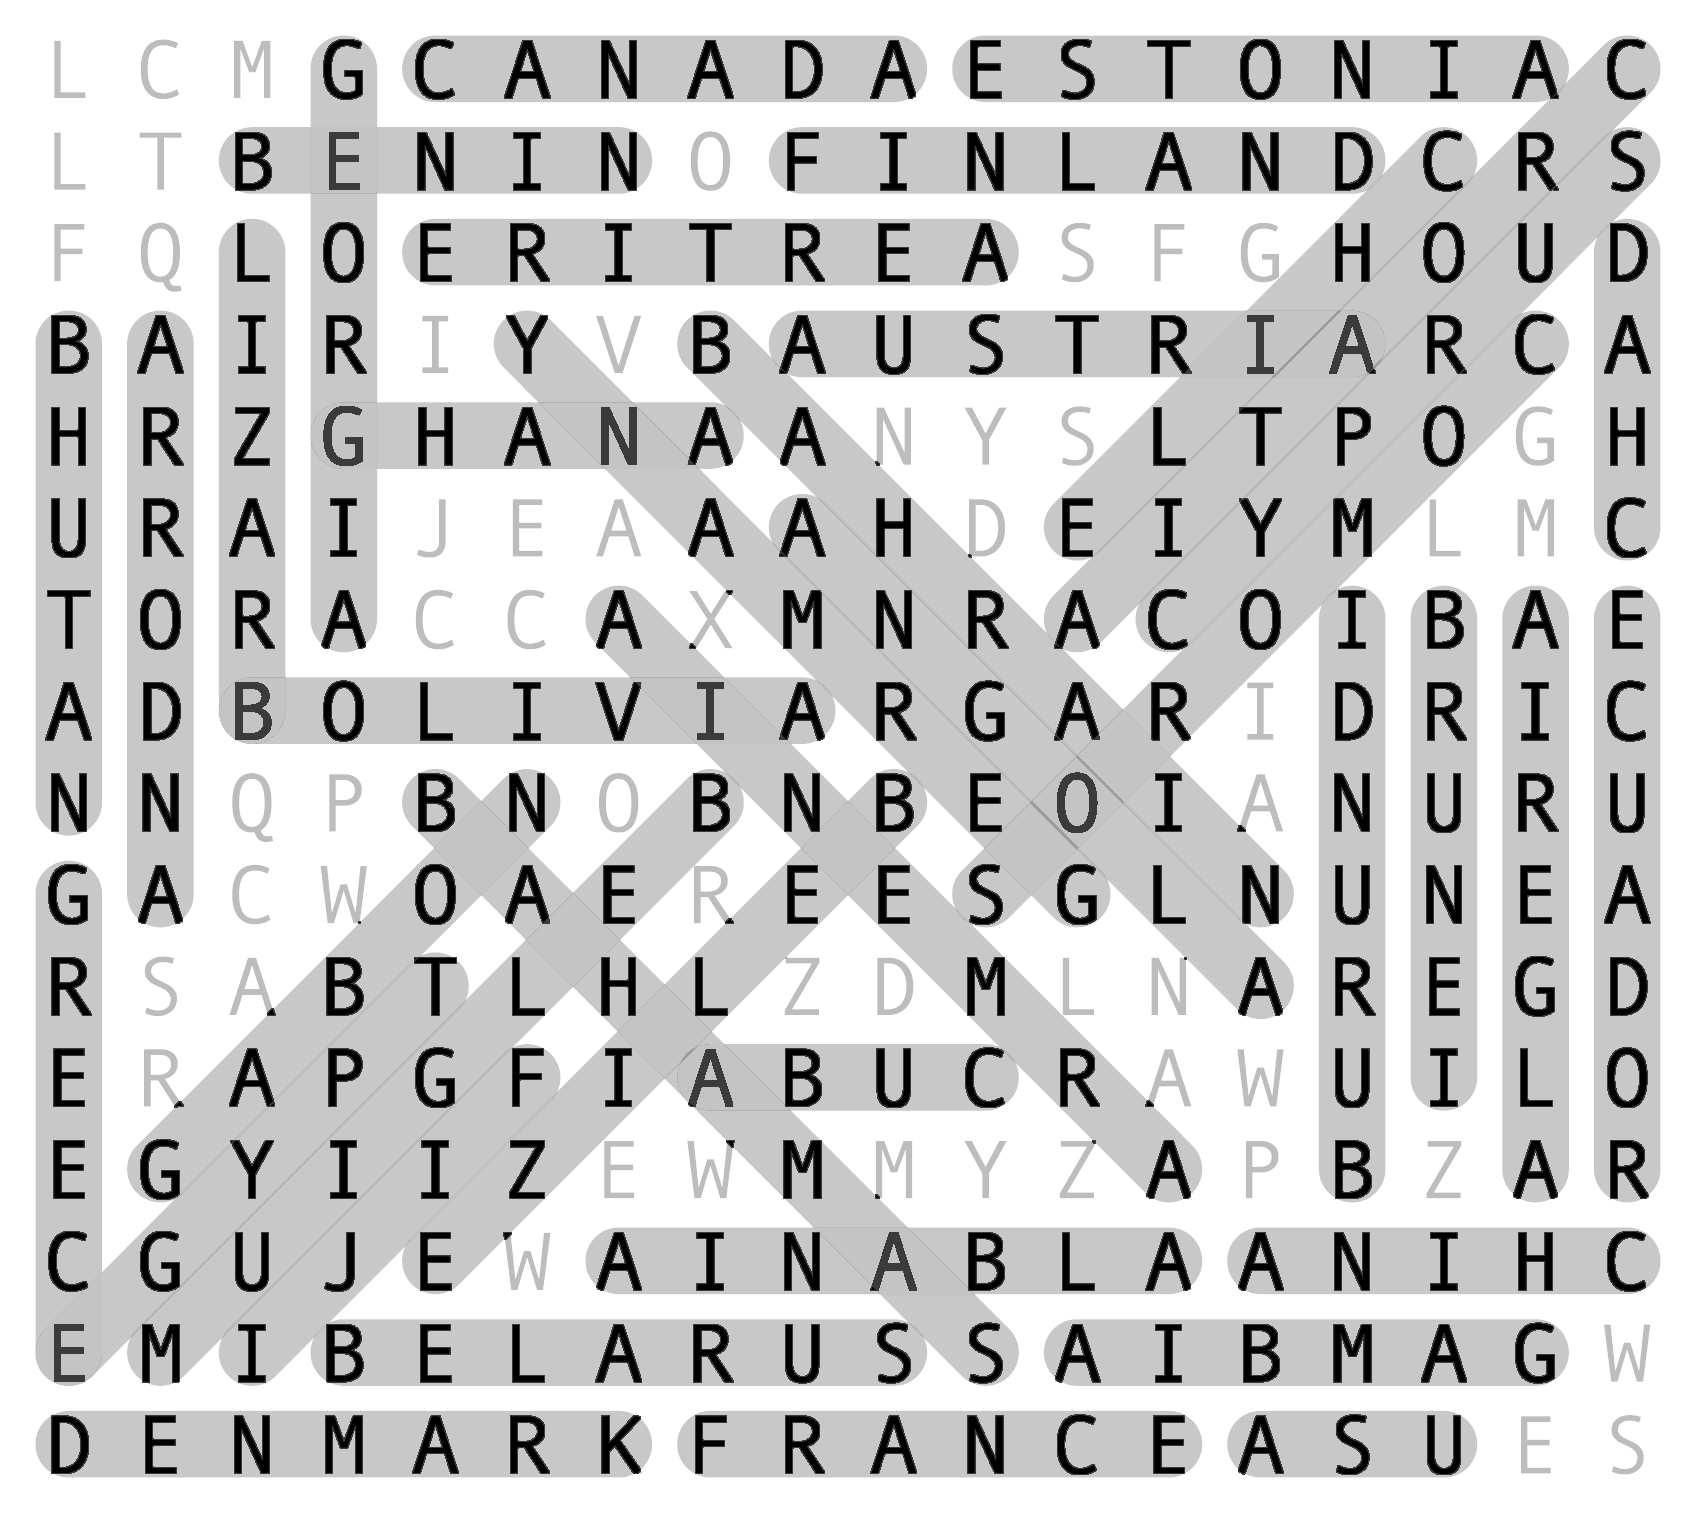 L C M G C A N A D A E S T O N I A C
L T B E N I N O F I N L A N D C R S
F Q L O E R I T R E A S F G H O U D
B A I R I Y V B A U S T R I A R C A
H R Z G H A N A A N Y S L T P O G H
U R A I J E A A A H D E I Y M L M C
T O R A C C A X M N R A C O I B A E
A D B O L I V I A R G A R I D R I C
N N Q P B N O B N B E O I A N U R U
G A C W O A E R E E S G L N U N E A
R S A B T L H L Z D M L N A R E G D
E R A P G F I A B U C R A W U I L O
E G Y I I Z E W M M Y Z A P B Z A R
C G U J E W A I N A B L A A N I H C
E M I B E L A R U S S A I B M A G W
D E N M A R K F R A N C E A S U E S